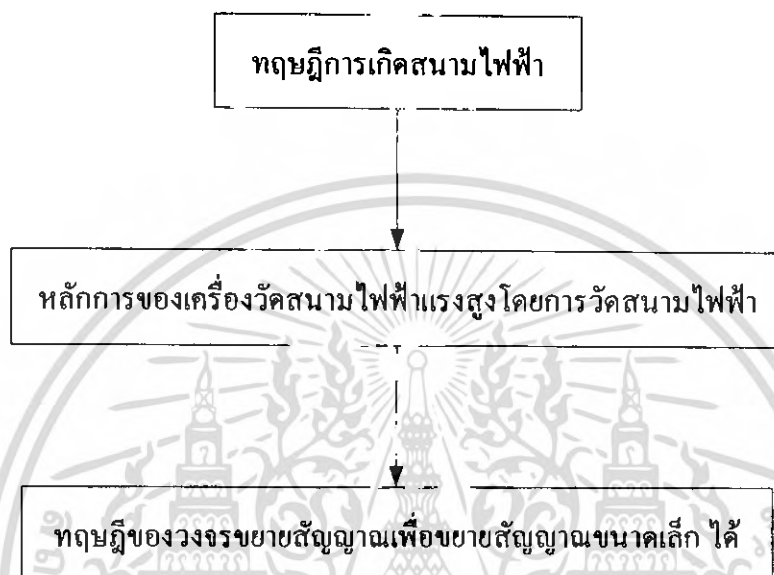 ทฤษฎีการเกิดสนามไฟฟ้า
หลักการของเครื่องวัดสนามไฟฟ้าแรงสูงโดยการวัดสนามไฟฟ้า
ทฤษฎีของวงจรขยายสัญญาณเพื่อขยายสัญญาณขนาดเล็ก ได้